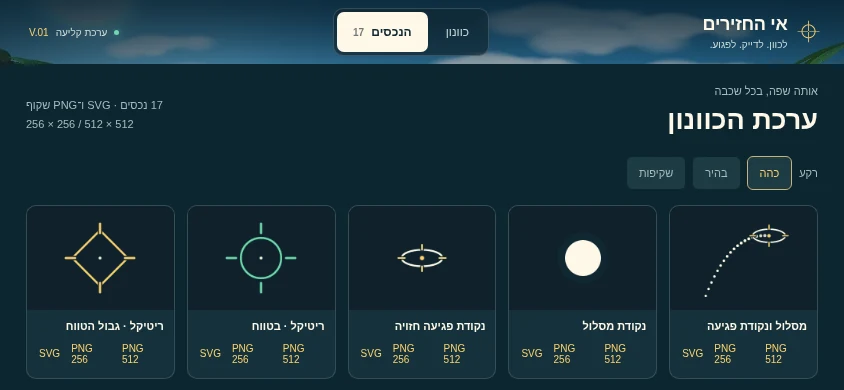 אי החזירים
לכוון. לדייק. לפגוע.
כוונון
הנכסים 17
ערכת קליעה V.01
אותה שפה, בכל שכבה
ערכת הכוונון
17 נכסים · SVG ו־PNG שקוף
256 × 256 / 512 × 512
רקע
כהה
בהיר
שקיפות
מסלול ונקודת פגיעה
SVG PNG 256 PNG 512
נקודת מסלול
SVG PNG 256 PNG 512
נקודת פגיעה חזויה
SVG PNG 256 PNG 512
ריטיקל · בטווח
SVG PNG 256 PNG 512
ריטיקל · גבול הטווח
SVG PNG 256 PNG 512